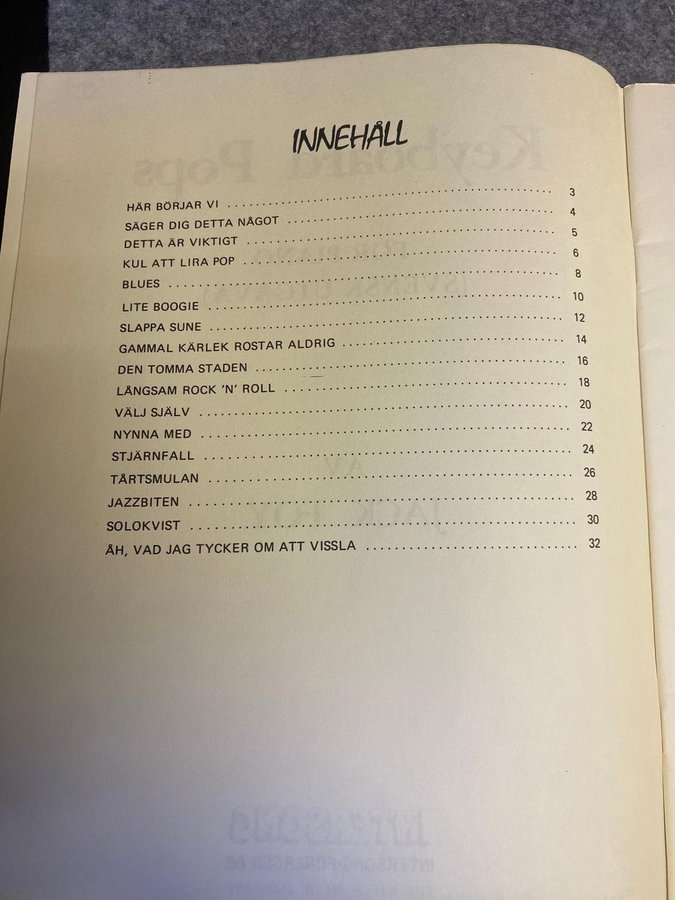 INNEHÅLL
HÄR BÖRJAR VI 3
SÄGER DIG DETTA NÅGOT 4
DETTA ÄR VIKTIGT 5
KUL ATT LIRA POP 6
BLUES 8
LITE BOOGIE 10
SLAPPA SUNE 12
GAMMAL KÄRLEK ROSTAR ALDRIG 14
DEN TOMMA STADEN 16
LÅNGSAM ROCK 'N' ROLL 18
VÄLJ SJÄLV 20
NYNNA MED 22
STJÄRNFALL 24
TÅRTSMULAN 26
JAZZBITEN 28
SOLOKVIST 30
ÅH, VAD JAG TYCKER OM ATT VISSLA 32